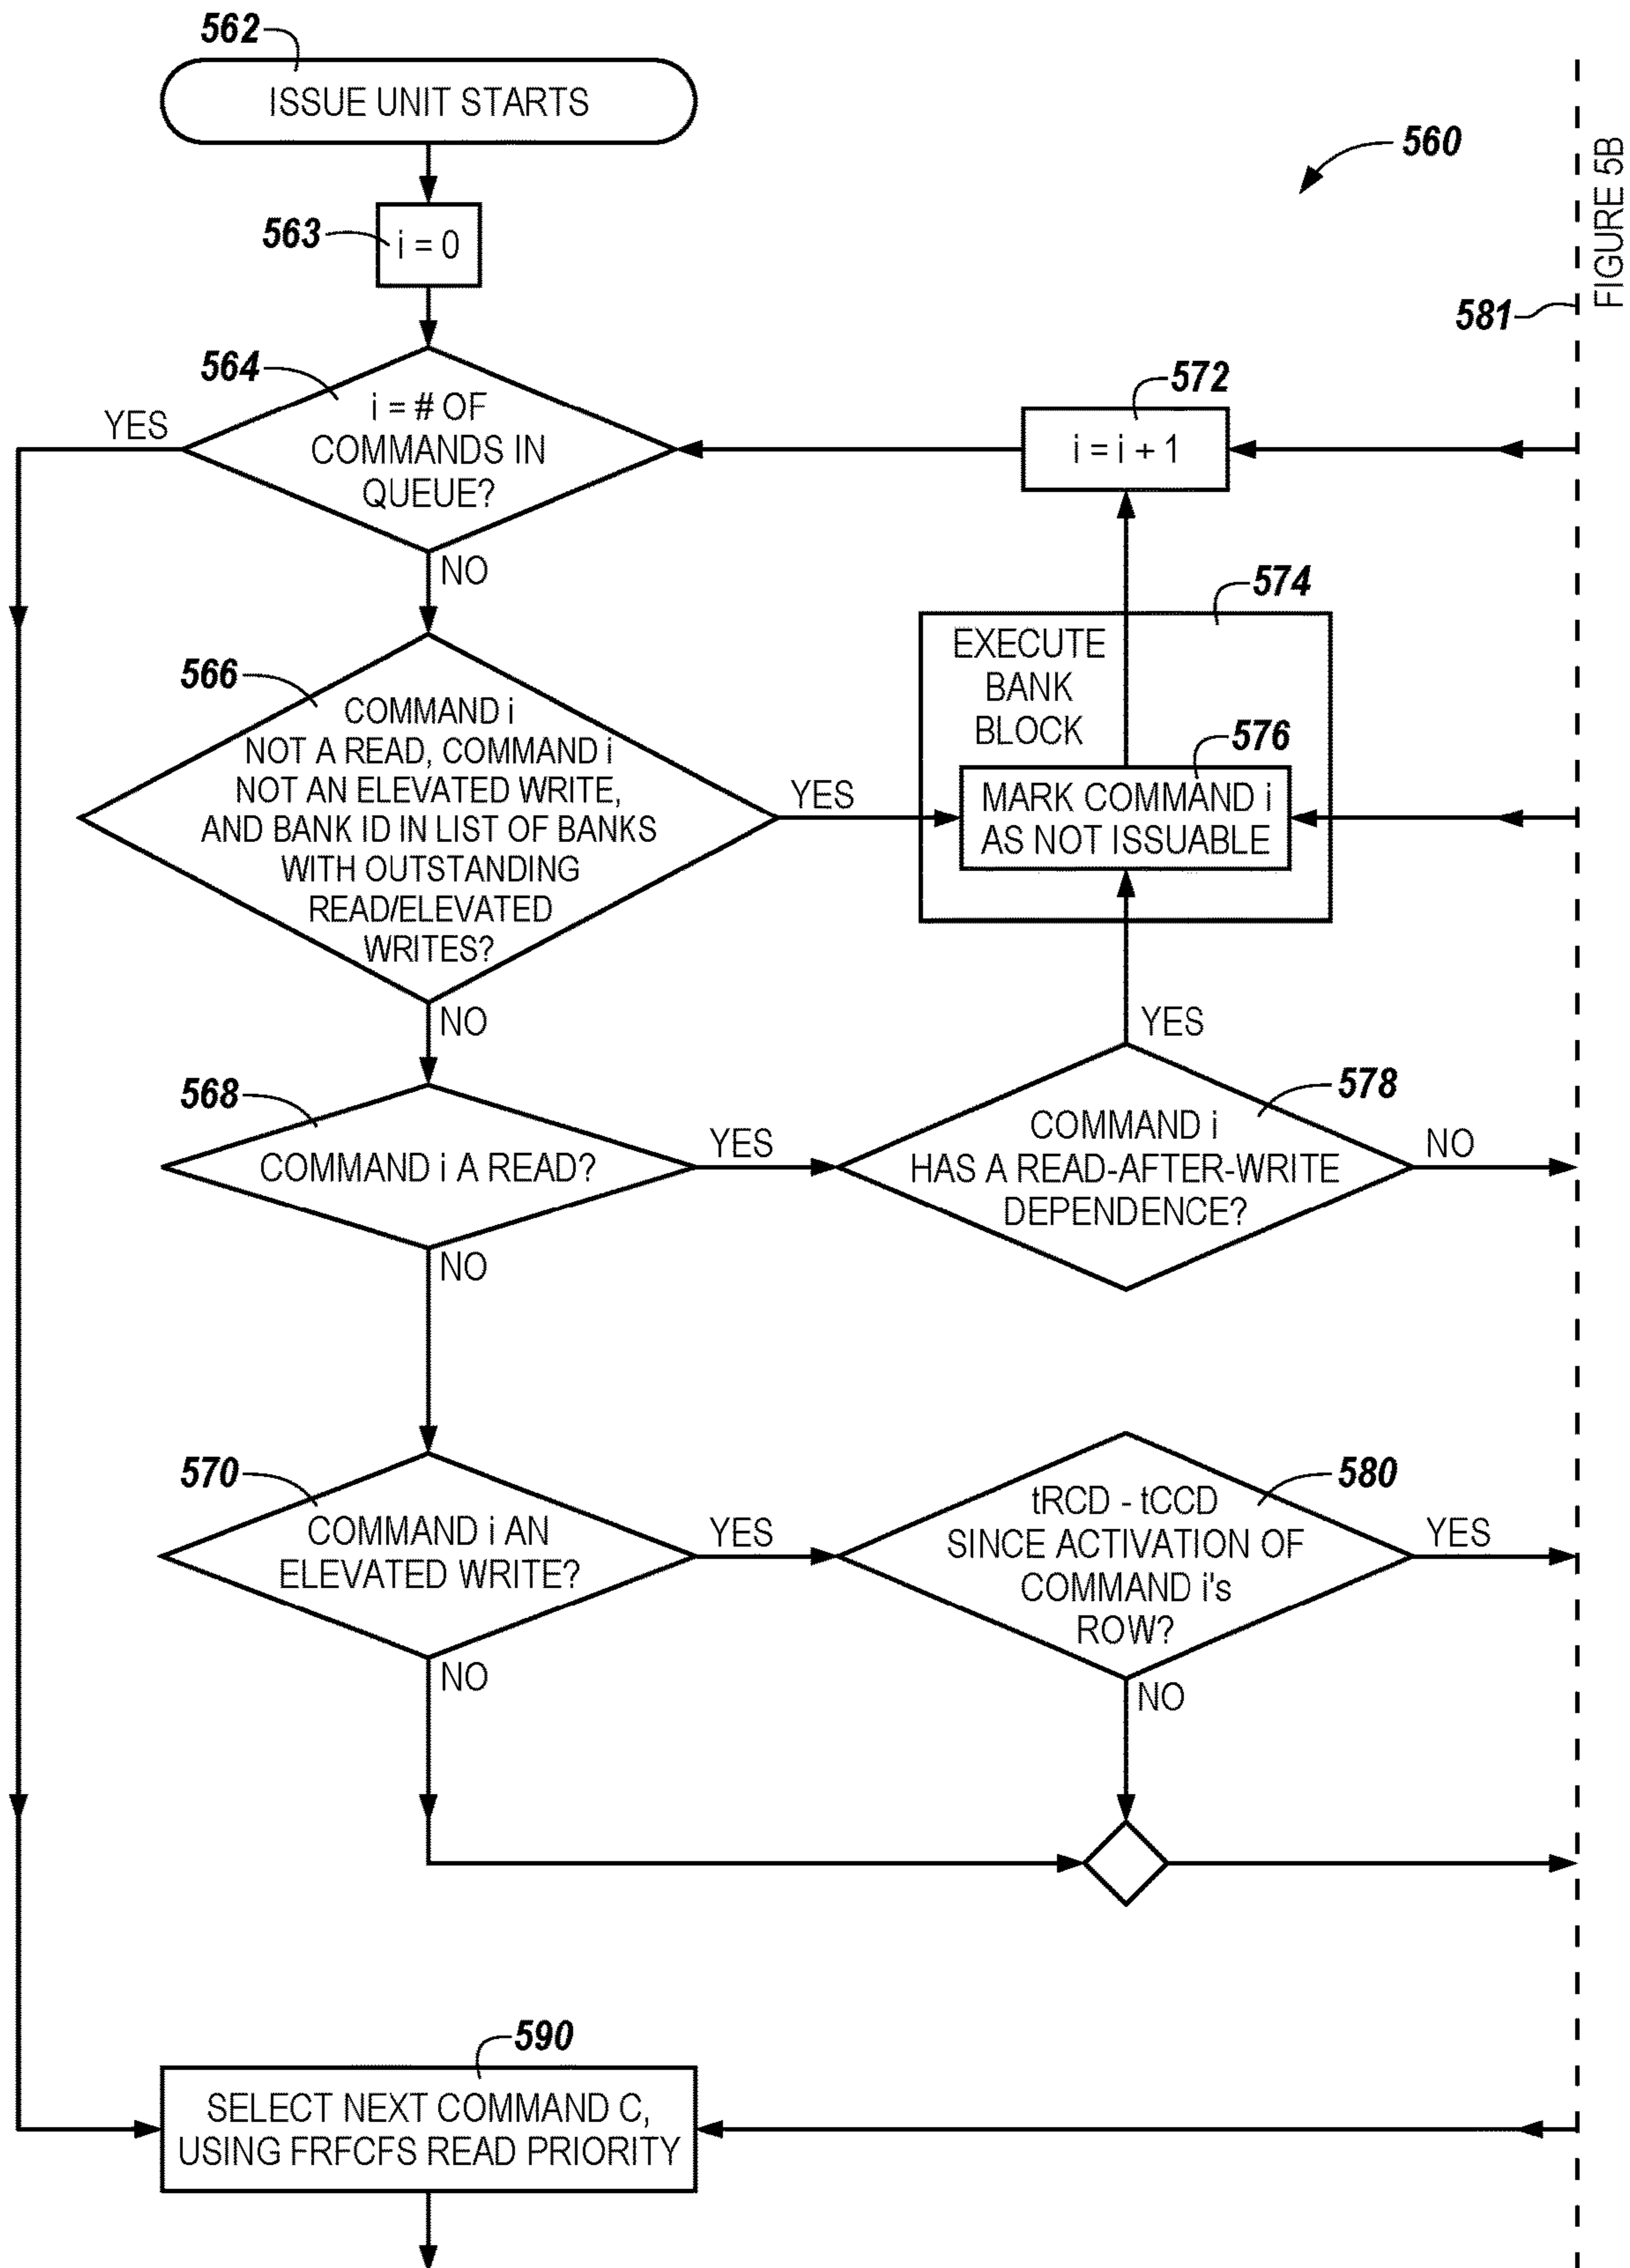 562
ISSUE UNIT STARTS
560
FIGURE 5B
563
i = 0
581
564
i = # OF
COMMANDS IN
QUEUE?
YES
NO
572
i = i + 1
574
EXECUTE
BANK
BLOCK
576
MARK COMMAND i
AS NOT ISSUABLE
566
COMMAND i
NOT A READ, COMMAND i
NOT AN ELEVATED WRITE,
AND BANK ID IN LIST OF BANKS
WITH OUTSTANDING
READ/ELEVATED
WRITES?
YES
NO
568
COMMAND i A READ?
YES
NO
578
COMMAND i
HAS A READ-AFTER-WRITE
DEPENDENCE?
YES
NO
570
COMMAND i AN
ELEVATED WRITE?
YES
NO
580
tRCD - tCCD
SINCE ACTIVATION OF
COMMAND i's
ROW?
YES
NO
590
SELECT NEXT COMMAND C,
USING FRFCFS READ PRIORITY